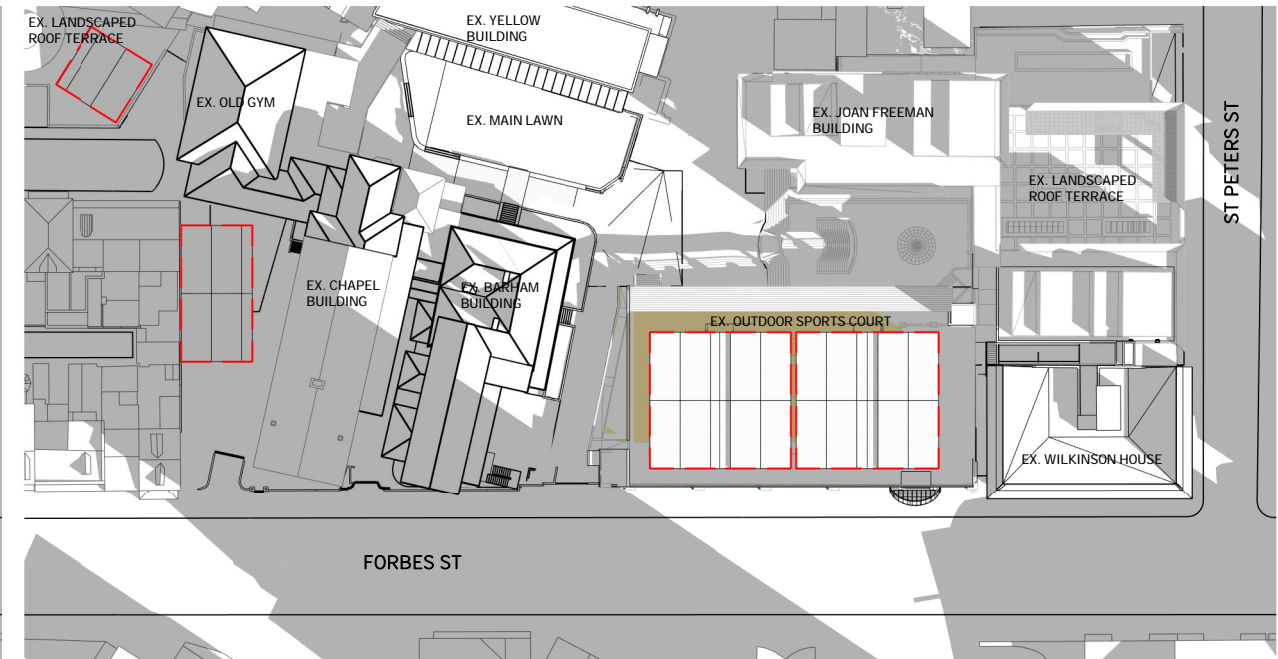 EX. LANDSCAPED
ROOF TERRACE
EX. YELLOW
BUILDING
EX. OLD GYM
EX. MAIN LAWN
EX. JOAN FREEMAN
BUILDING
EX. LANDSCAPED
ROOF TERRACE
ST PETERS ST
EX. CHAPEL
BUILDING
EX. BARHAM
BUILDING
EX. OUTDOOR SPORTS COURT
EX. WILKINSON HOUSE
FORBES ST